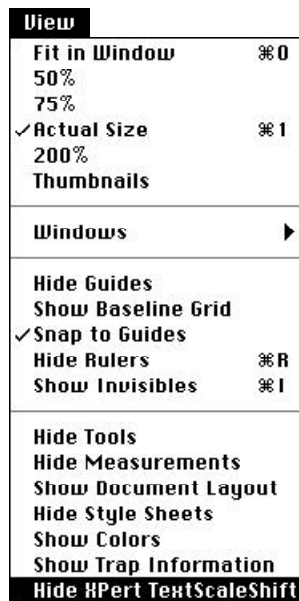 View
Fit in Window ⌘0
50%
75%
✓Actual Size ⌘1
200%
Thumbnails
Windows ▶
Hide Guides
Show Baseline Grid
✓Snap to Guides
Hide Rulers ⌘R
Show Invisibles ⌘I
Hide Tools
Hide Measurements
Show Document Layout
Hide Style Sheets
Show Colors
Show Trap Information
Hide XPert TextScaleShift